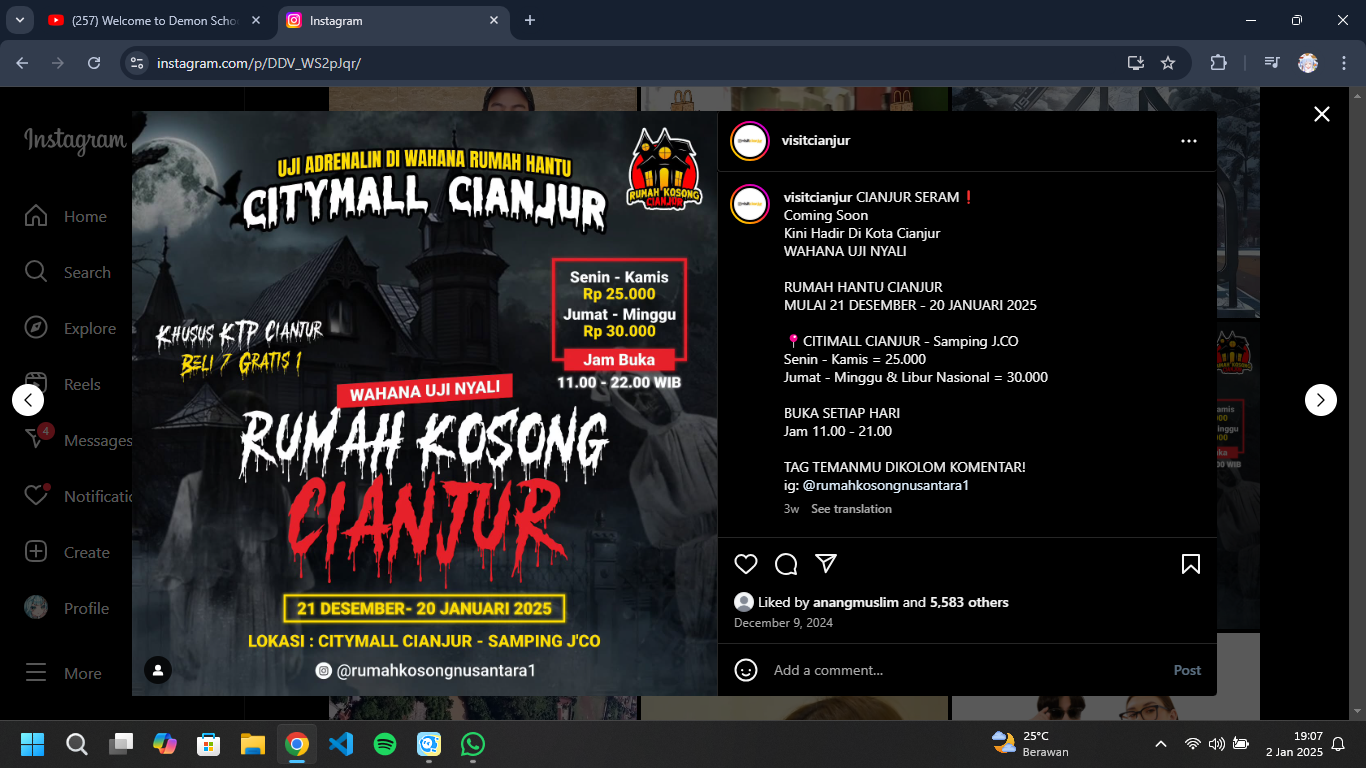 (257) Welcome to Demon Schoo
Instagram
instagram.com/p/DDV_WS2pJqr/
Instagram
Home
Search
Explore
Reels
4
Messages
Notificatio
Create
Profile
More
UJI ADRENALIN DI WAHANA RUMAH HANTU
CITYMALL CIANJUR
RUMAH KOSONG
CIANJUR
Senin - Kamis
Rp 25.000
Jumat - Minggu
Rp 30.000
Jam Buka
11.00 - 22.00 WIB
KHUSUS KTP CIANJUR
BELI 7 GRATIS 1
WAHANA UJI NYALI
RUMAH KOSONG
CIANJUR
21 DESEMBER- 20 JANUARI 2025
LOKASI : CITYMALL CIANJUR - SAMPING J'CO
@rumahkosongnusantara1
visitcianjur
visitcianjur CIANJUR SERAM❗
Coming Soon
Kini Hadir Di Kota Cianjur
WAHANA UJI NYALI
RUMAH HANTU CIANJUR
MULAI 21 DESEMBER - 20 JANUARI 2025
📍CITIMALL CIANJUR - Samping J.CO
Senin - Kamis = 25.000
Jumat - Minggu & Libur Nasional = 30.000
BUKA SETIAP HARI
Jam 11.00 - 21.00
TAG TEMANMU DIKOLOM KOMENTAR!
ig: @rumahkosongnusantara1
3w See translation
Liked by anangmuslim and 5,583 others
December 9, 2024
Add a comment...
Post
25°C
Berawan
19:07
2 Jan 2025